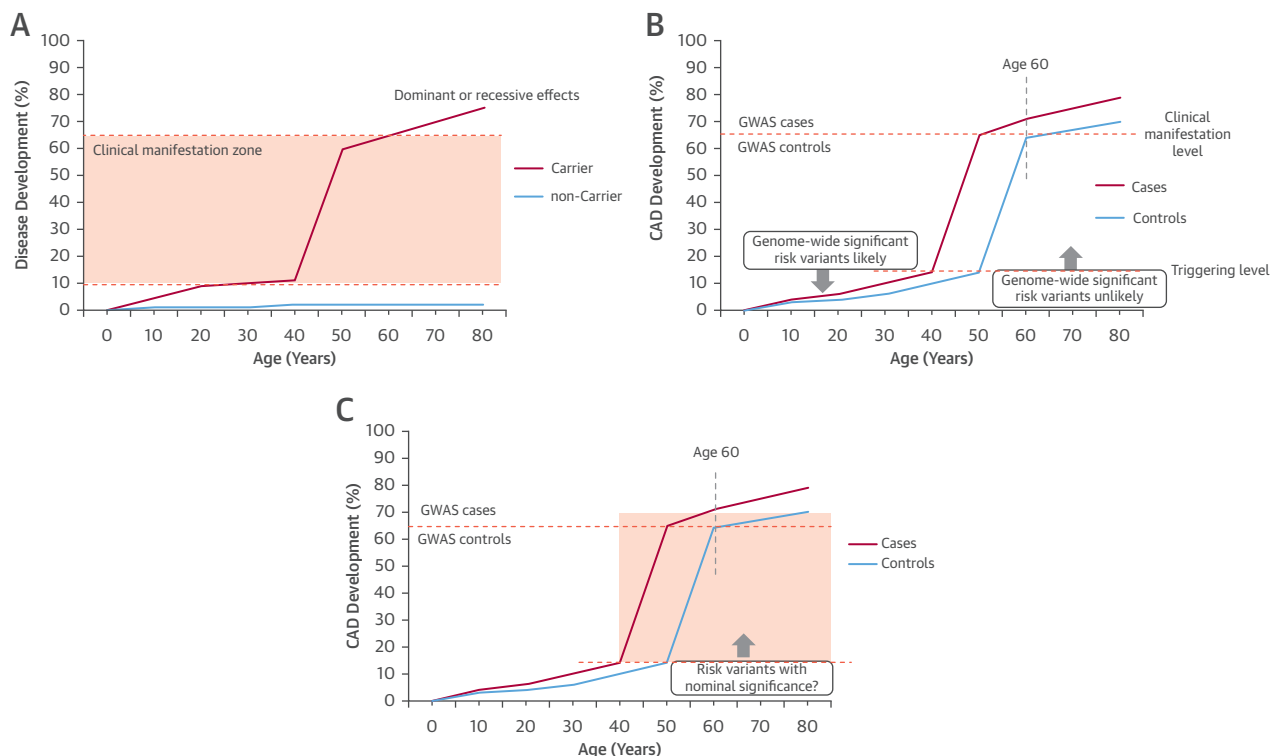 A
100
90
80
70
60
50
40
30
20
10
0
Disease Development (%)
Dominant or recessive effects
Clinical manifestation zone
Carrier
non-Carrier
0 10 20 30 40 50 60 70 80
Age (Years)
B
100
90
80
70
60
50
40
30
20
10
0
CAD Development (%)
Age 60
GWAS cases
GWAS controls
Clinical
manifestation
level
Cases
Controls
Genome-wide significant
risk variants likely
Triggering level
Genome-wide significant
risk variants unlikely
0 10 20 30 40 50 60 70 80
Age (Years)
C
100
90
80
70
60
50
40
30
20
10
0
CAD Development (%)
Age 60
GWAS cases
GWAS controls
Cases
Controls
Risk variants with
nominal significance?
0 10 20 30 40 50 60 70 80
Age (Years)